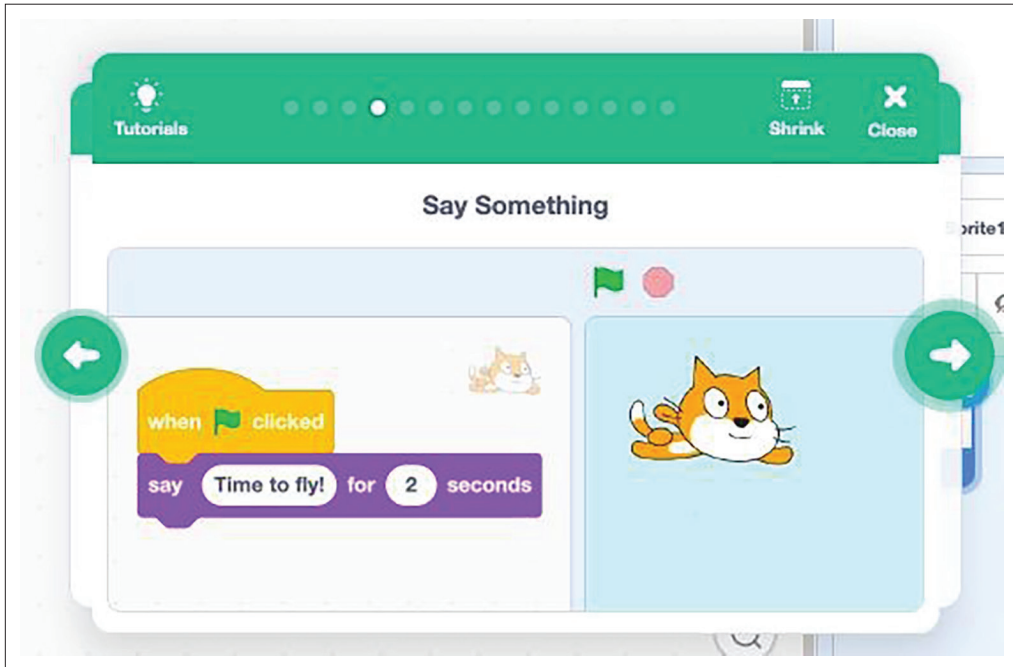 Tutorials
Shrink
Close
Say Something
when clicked
say Time to fly! for 2 seconds